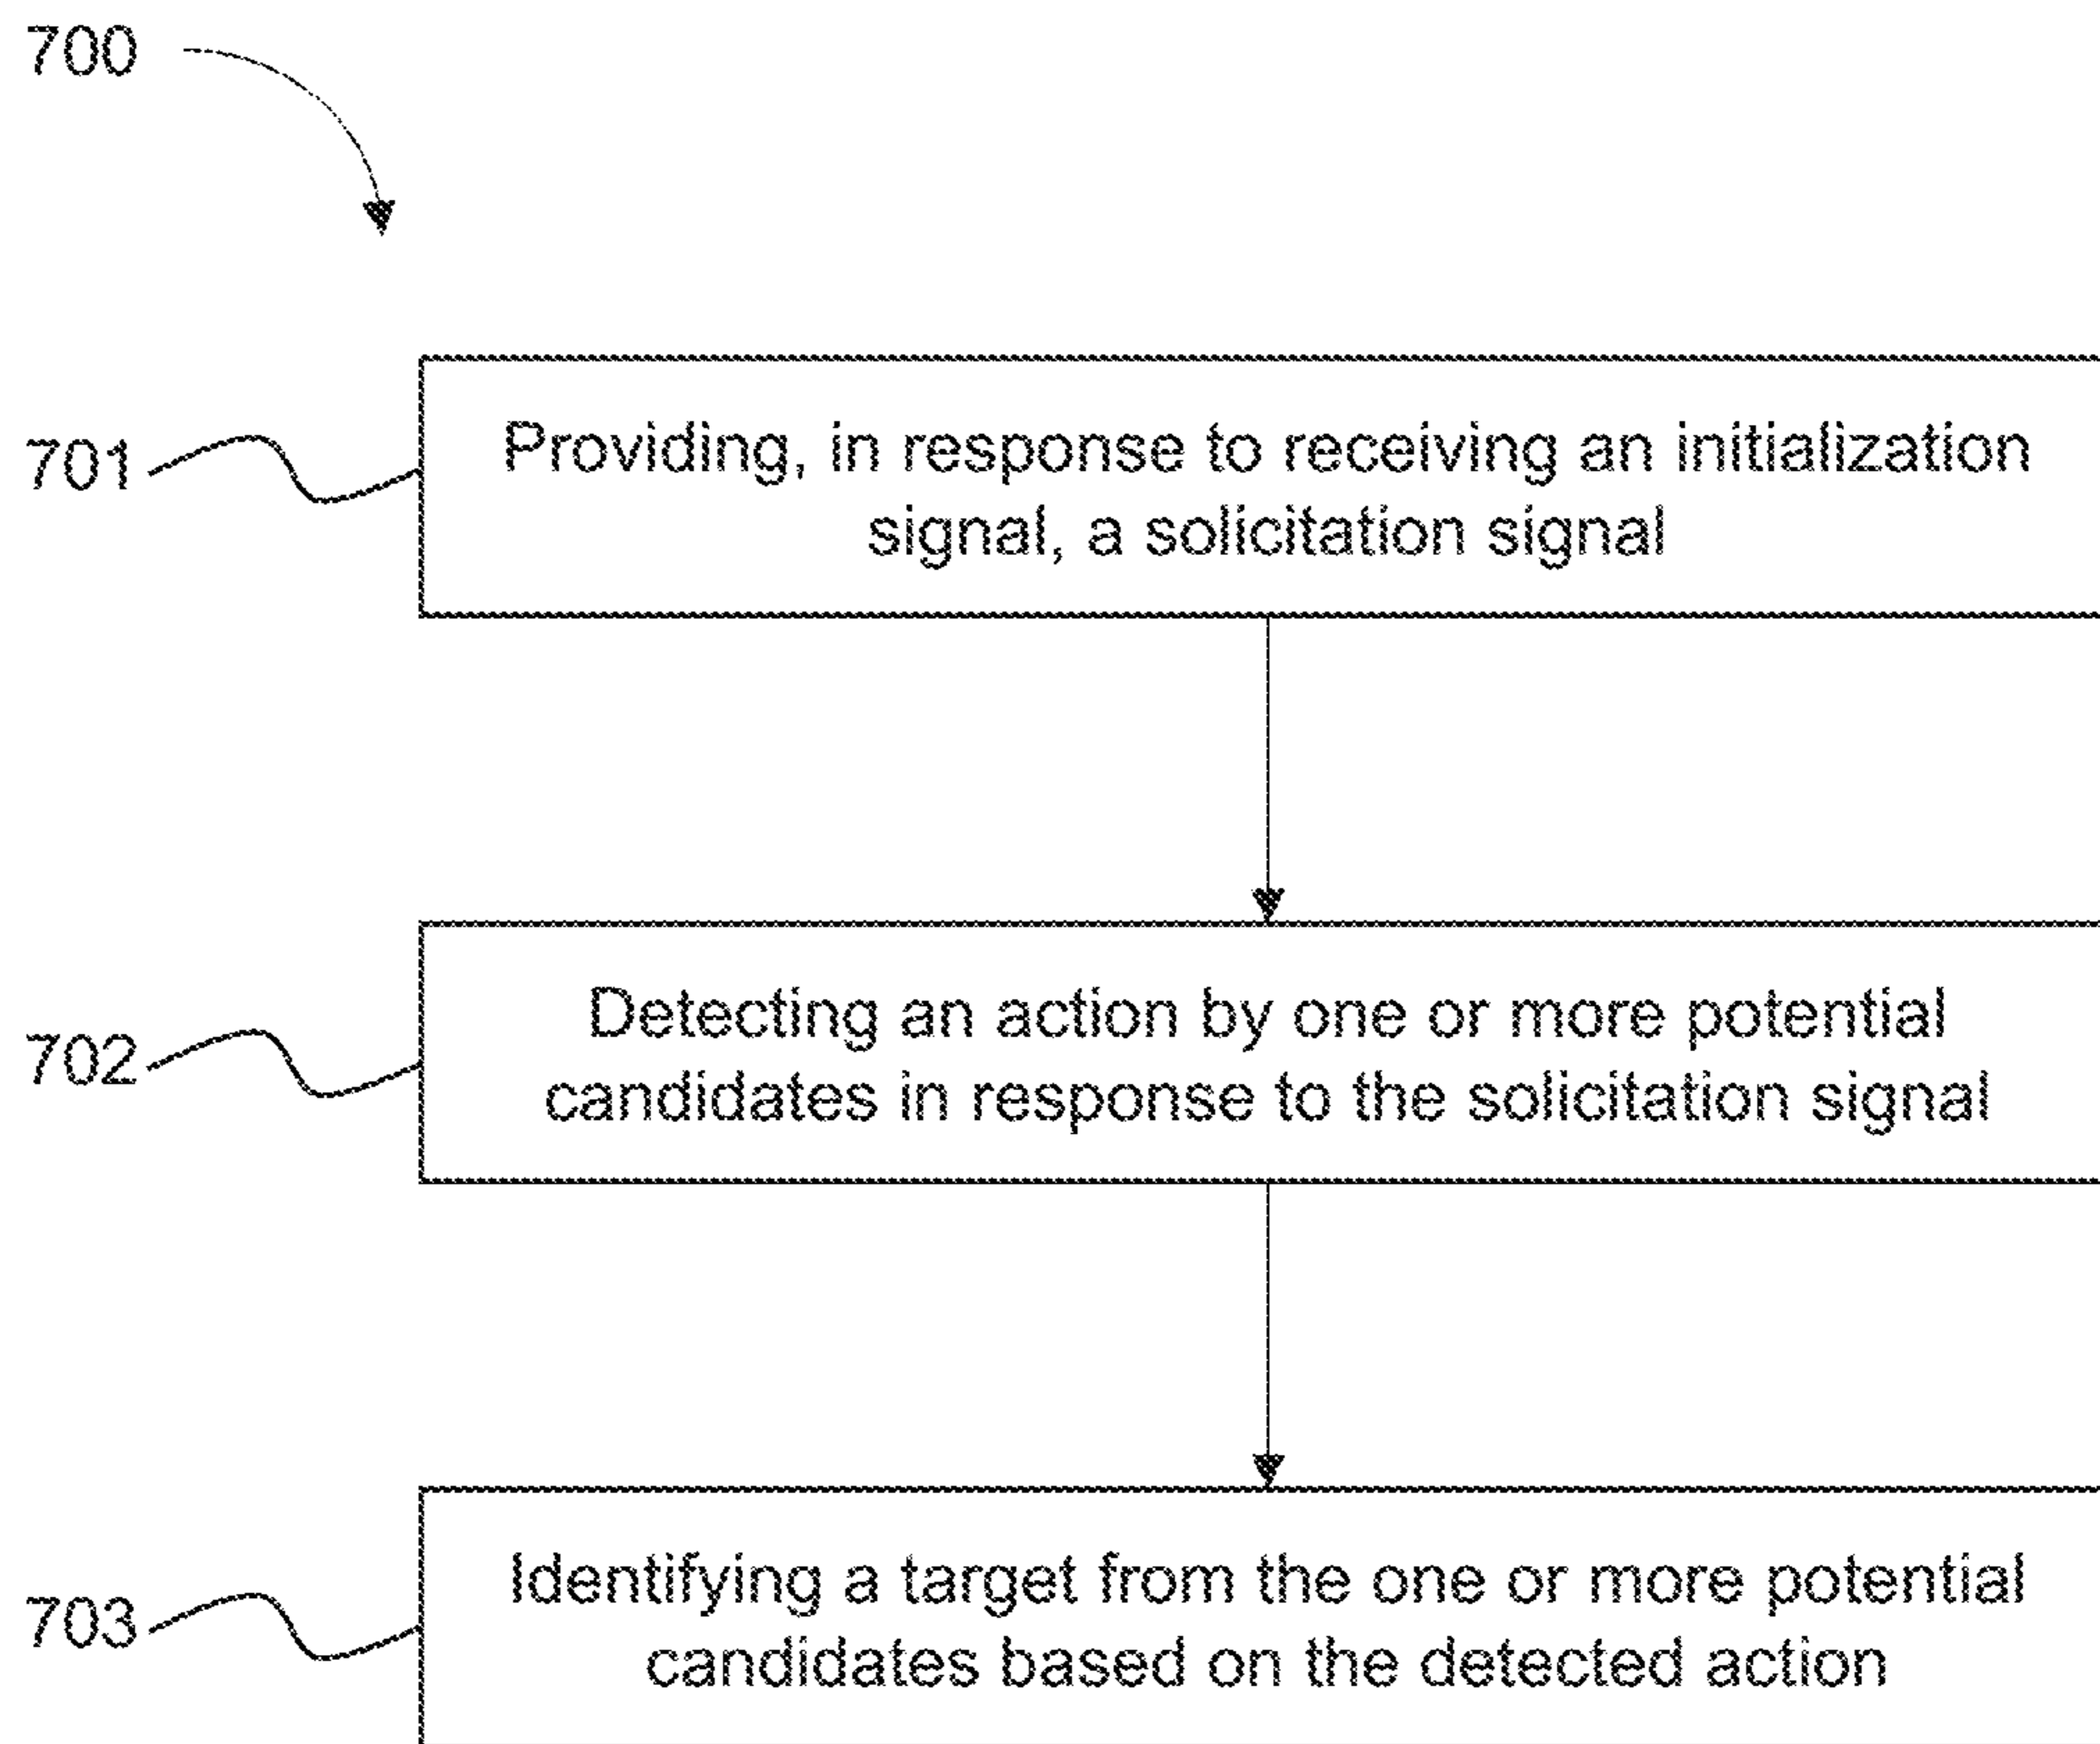 700
701
Providing, in response to receiving an initialization
signal, a solicitation signal
702
Detecting an action by one or more potential
candidates in response to the solicitation signal
703
Identifying a target from the one or more potential
candidates based on the detected action